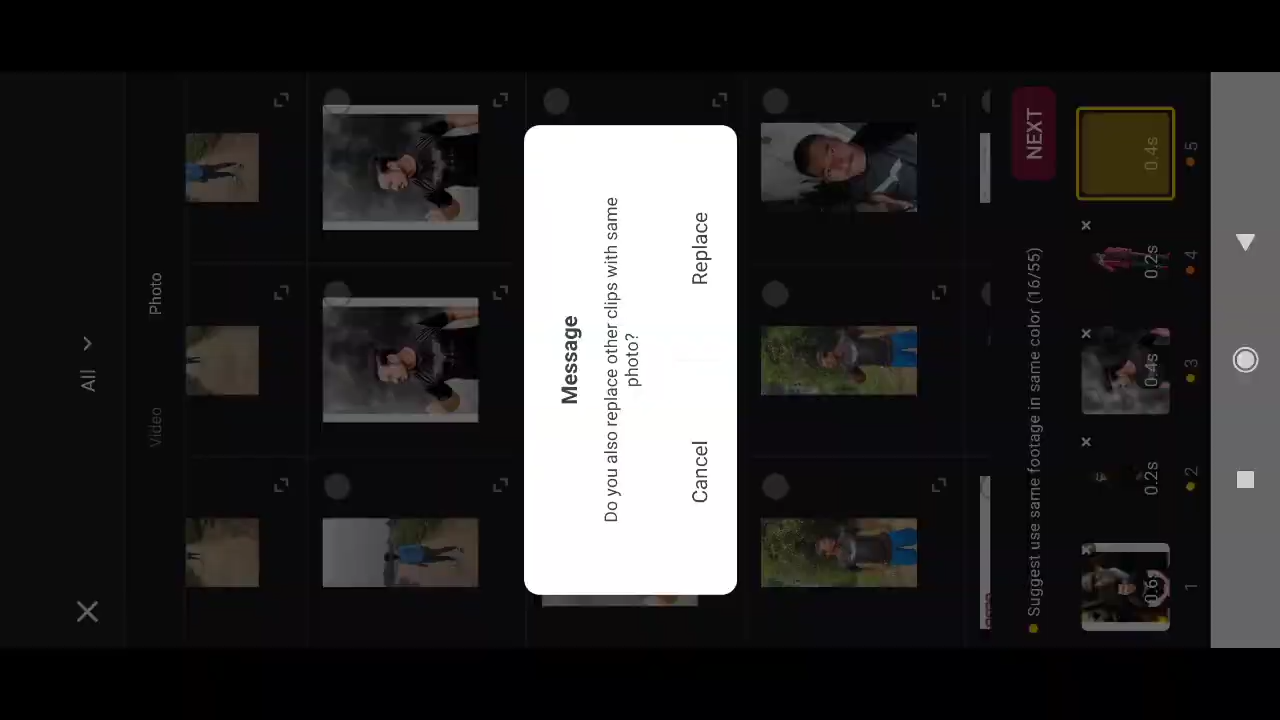 All
Video
Photo
Message
Do you also replace other clips with same
photo?
Cancel
Replace
Suggest use same footage in same color (16/55)
NEXT
0.6s
0.2s
0.4s
0.2s
0.4s
1
2
3
4
5